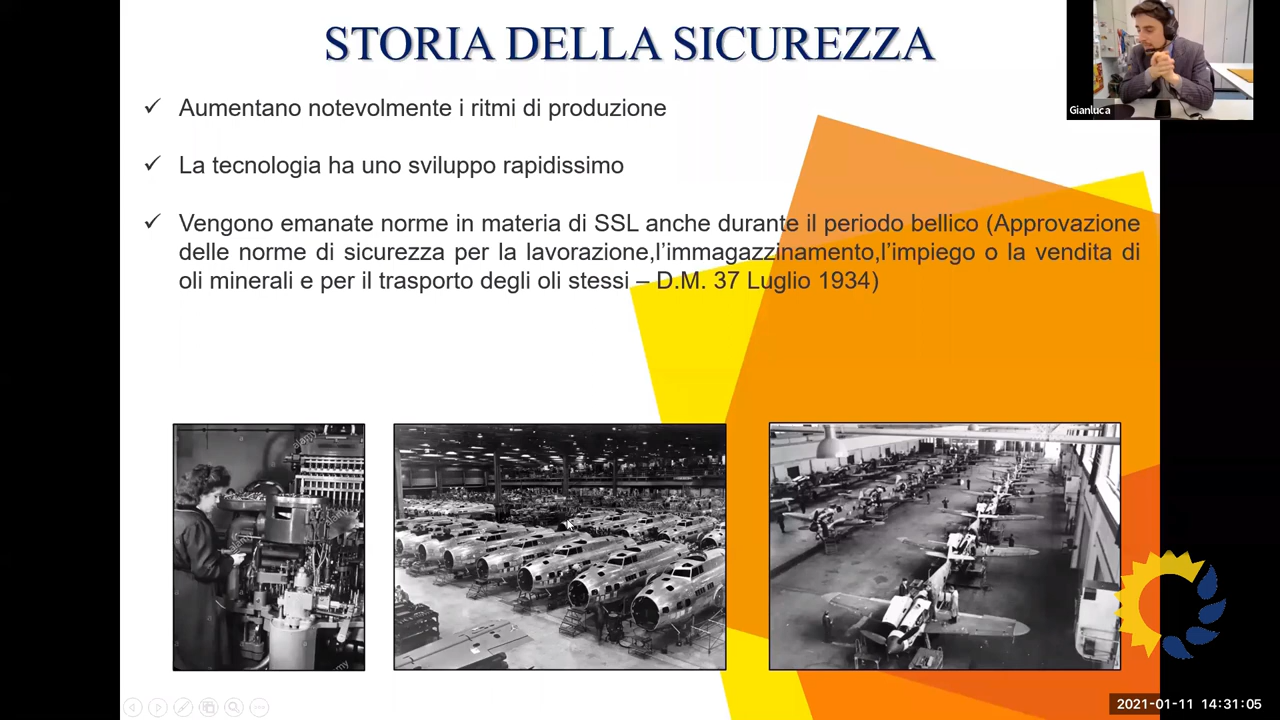 STORIA DELLA SICUREZZA
Gianluca
✓ Aumentano notevolmente i ritmi di produzione
✓ La tecnologia ha uno sviluppo rapidissimo
✓ Vengono emanate norme in materia di SSL anche durante il periodo bellico (Approvazione
delle norme di sicurezza per la lavorazione,l’immagazzinamento,l’impiego o la vendita di
oli minerali e per il trasporto degli oli stessi – D.M. 37 Luglio 1934)
alamy
2021-01-11 14:31:05